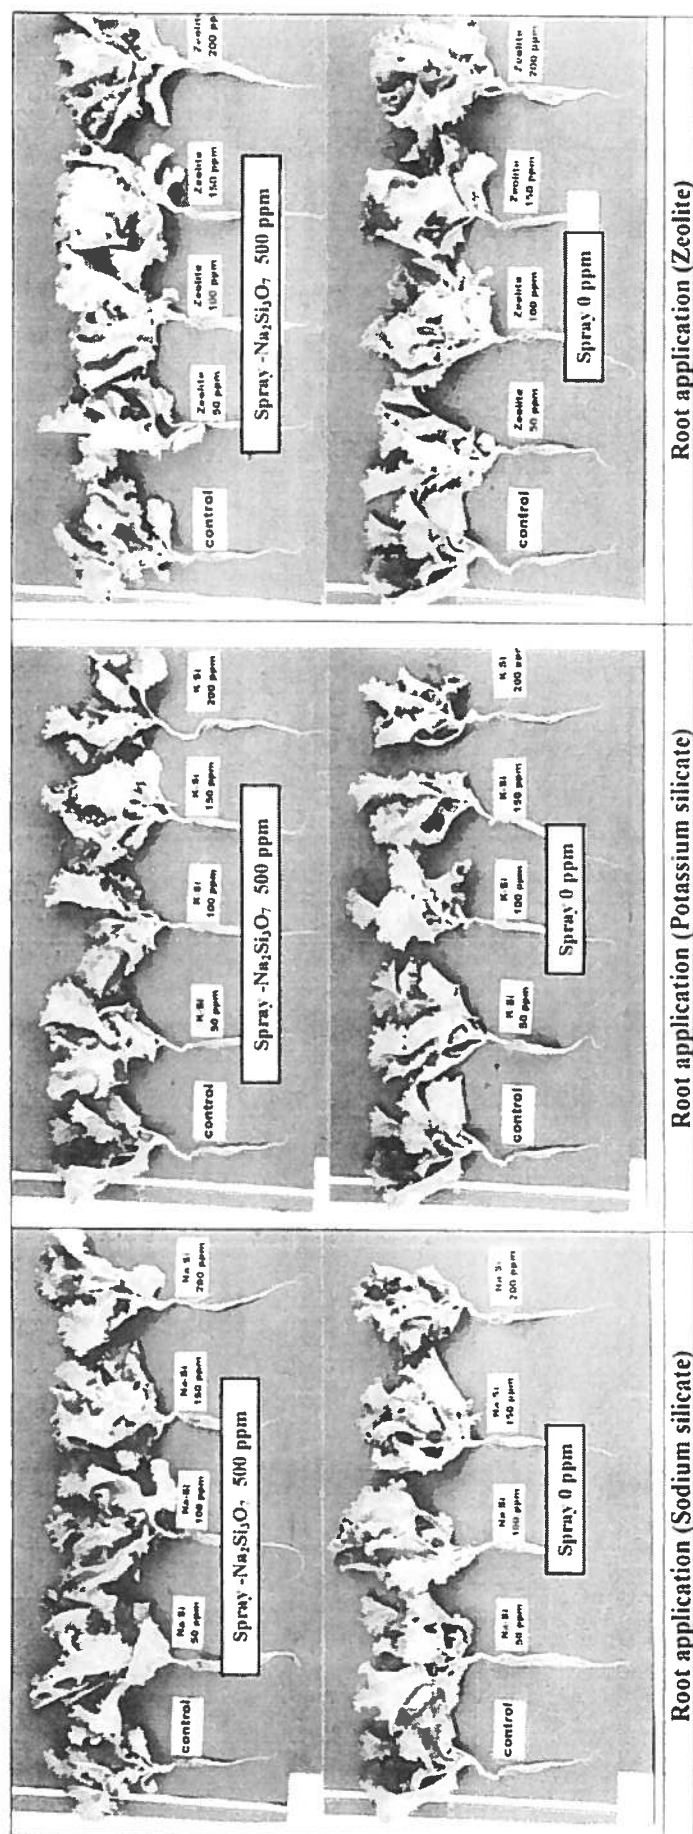 control
Na-Si
50 ppm
Na-Si
100 ppm
Na-Si
150 ppm
Na Si
200 ppm
Spray -Na₂Si₃O₇ 500 ppm
control
K-Si
50 ppm
K-Si
100 ppm
K-Si
150 ppm
K Si
200 ppm
Spray -Na₂Si₃O₇ 500 ppm
control
Zeolite
50 ppm
Zeolite
100 ppm
Zeolite
150 ppm
Zeolite
200 ppm
Spray -Na₂Si₃O₇ 500 ppm
control
Na-Si
50 ppm
Na Si
100 ppm
Na Si
150 ppm
Na Si
200 ppm
Spray 0 ppm
control
K Si
50 ppm
K-Si
100 ppm
K-Si
150 ppm
K Si
200 ppm
Spray 0 ppm
control
Zeolite
50 ppm
Zeolite
100 ppm
Zeolite
150 ppm
Zeolite
200 ppm
Spray 0 ppm
Root application (Sodium silicate)
Root application (Potassium silicate)
Root application (Zeolite)